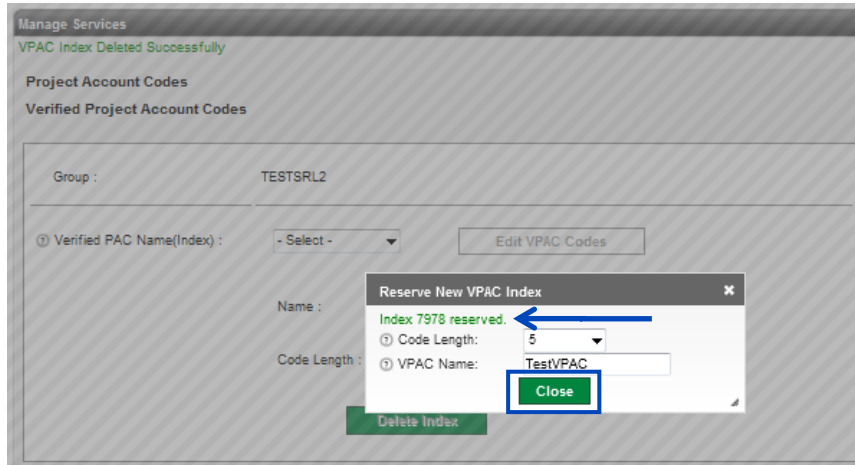 Manage Services
VPAC Index Deleted Successfully
Project Account Codes
Verified Project Account Codes
Group : TESTSRL2
Verified PAC Name(Index) : - Select - Edit VPAC Codes
Name :
Code Length :
Delete Index
Reserve New VPAC Index
Index 7978 reserved.
Code Length: 5
VPAC Name: TestVPAC
Close